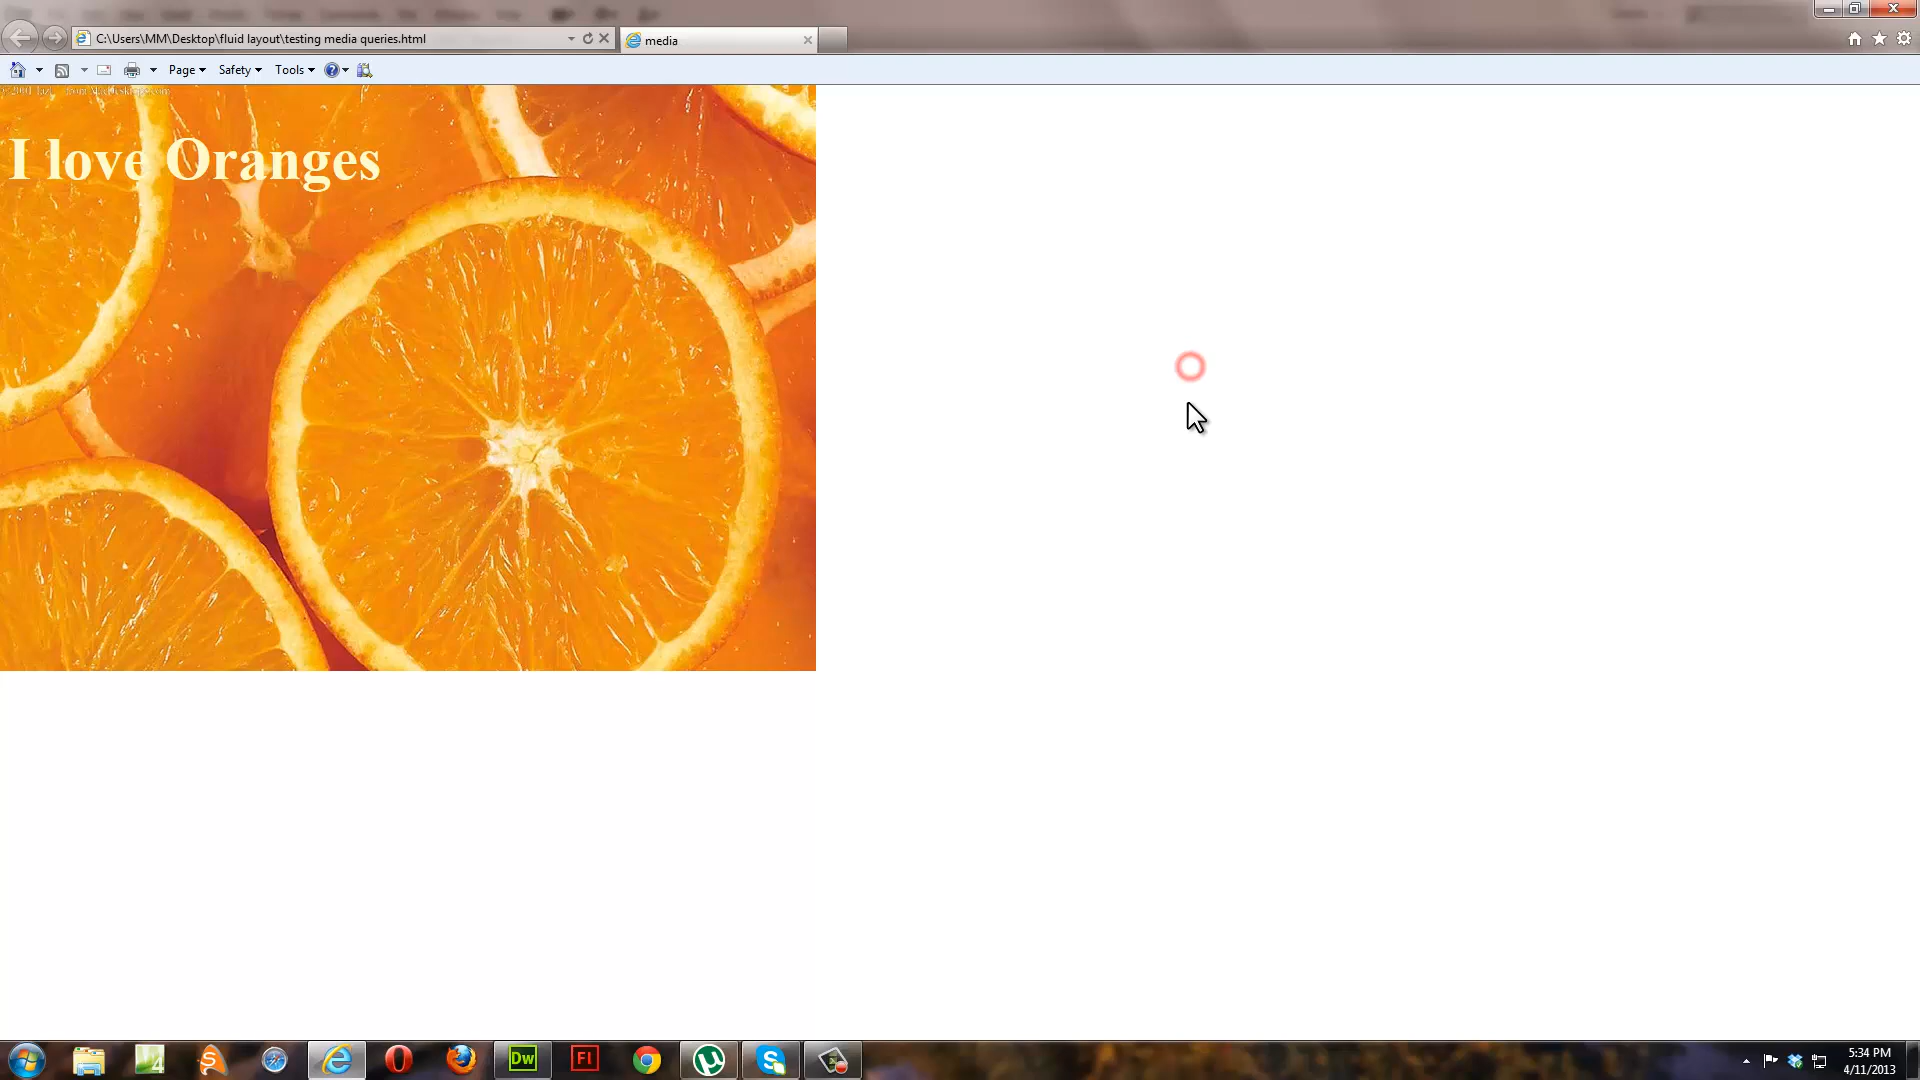 C:\Users\MM\Desktop\fluid layout\testing media queries.html
media
Page
Safety
Tools
I love Oranges
Dw
Fl
5:34 PM
4/11/2013